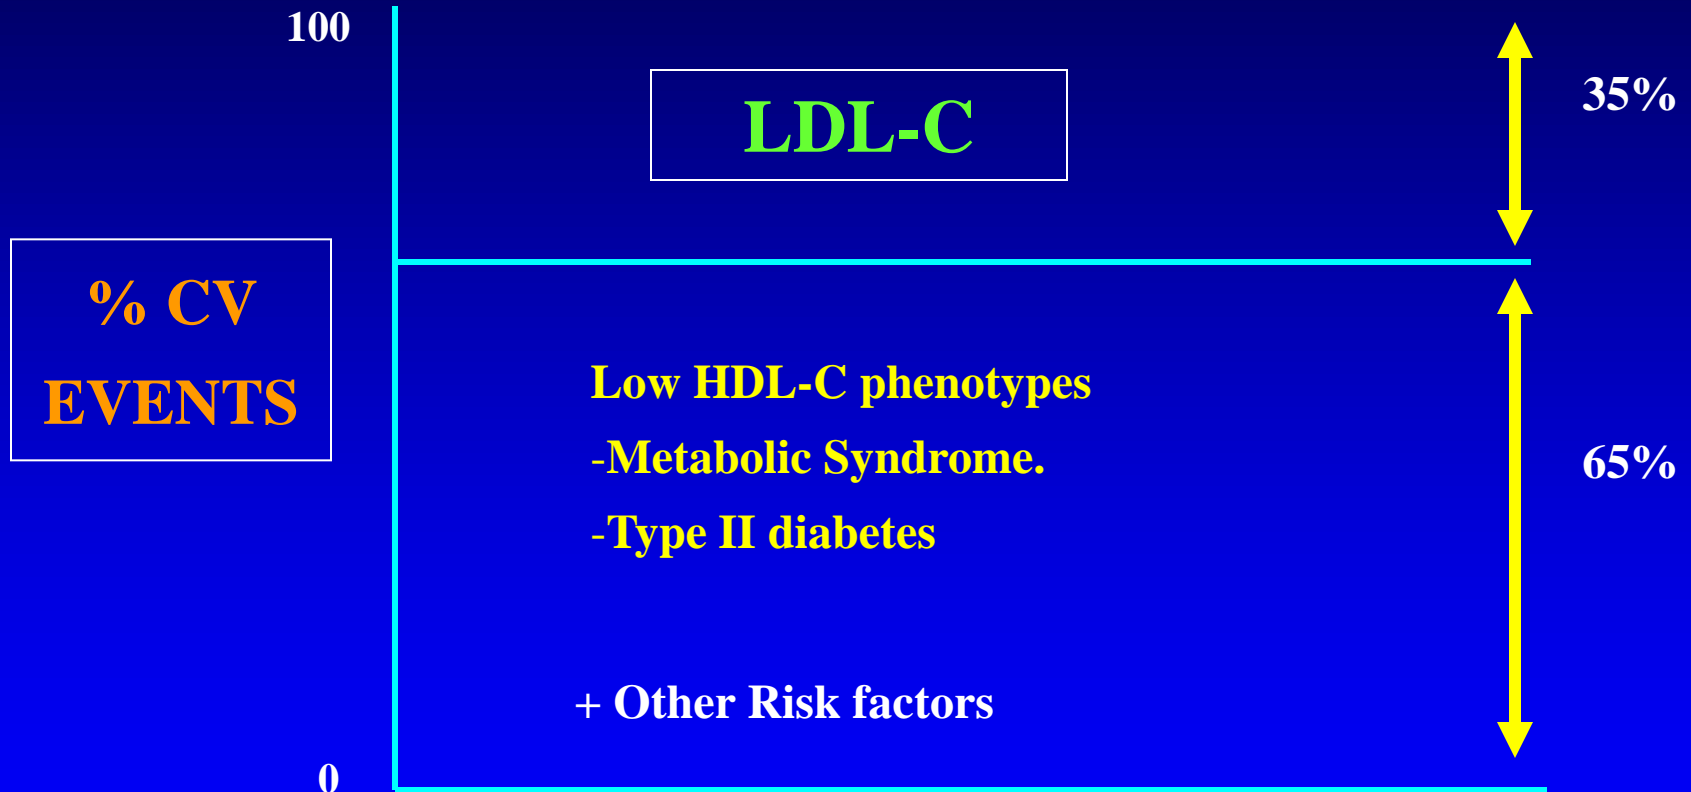 100
LDL-C
35%
% CV
EVENTS
Low HDL-C phenotypes
-Metabolic Syndrome.
-Type II diabetes
65%
+ Other Risk factors
0